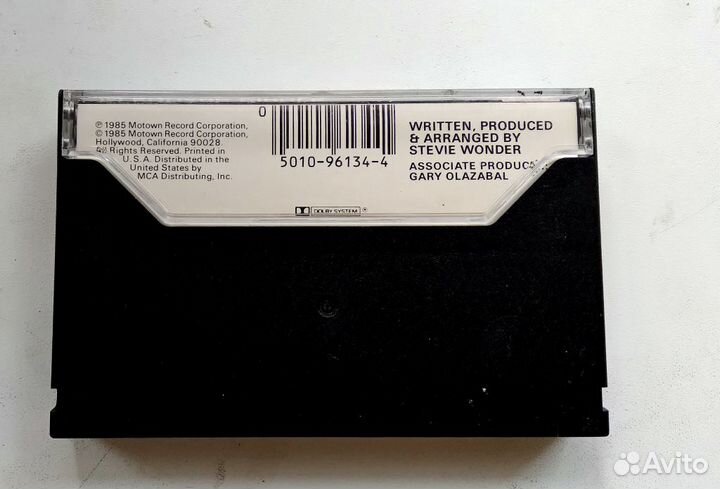 ℗ 1985 Motown Record Corporation,
© 1985 Motown Record Corporation
Hollywood, California 90028.
All Rights Reserved. Printed in
U.S.A. Distributed in the
United States by
MCA Distributing, Inc.
0
5010-96134-4
WRITTEN, PRODUCED
& ARRANGED BY
STEVIE WONDER
ASSOCIATE PRODUC
GARY OLAZABAL
DOLBY SYSTEM ®
Avito